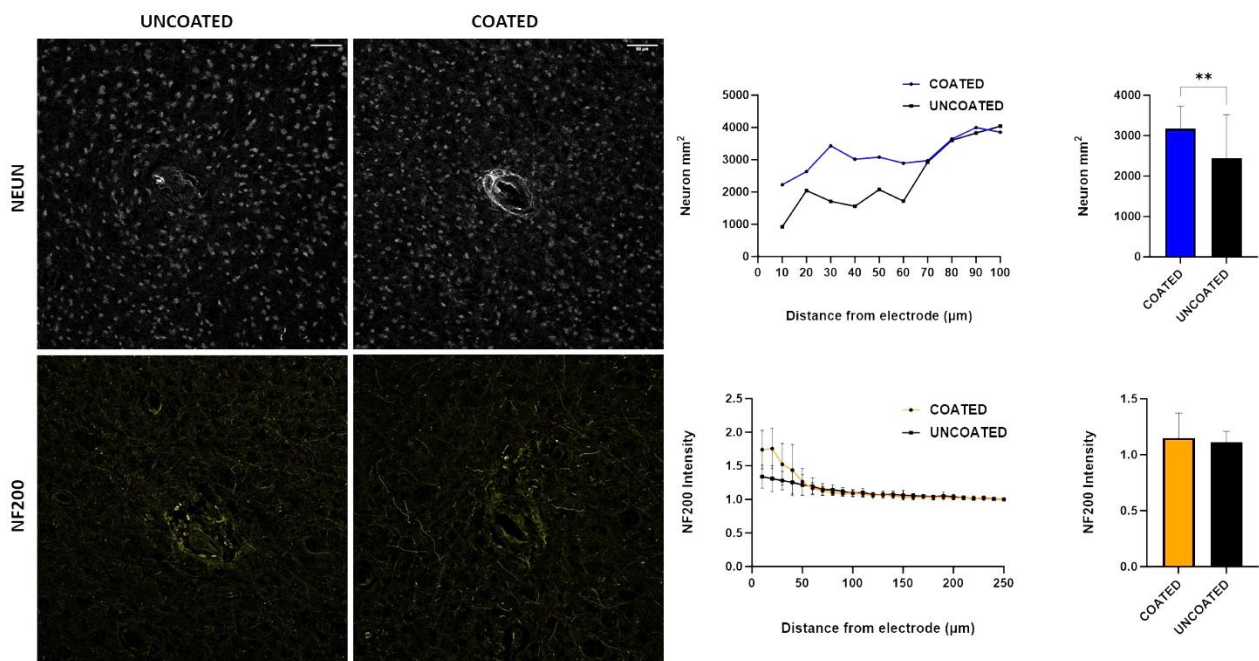 UNCOATED
COATED
NEUN
50 µm
COATED
UNCOATED
Neuron mm²
5000
4000
3000
2000
1000
0
0 10 20 30 40 50 60 70 80 90 100
Distance from electrode (µm)
**
Neuron mm²
4000
3000
2000
1000
0
COATED
UNCOATED
NF200
COATED
UNCOATED
NF200 Intensity
2.5
2.0
1.5
1.0
0.5
0.0
0 50 100 150 200 250
Distance from electrode (µm)
NF200 Intensity
1.5
1.0
0.5
0.0
COATED
UNCOATED